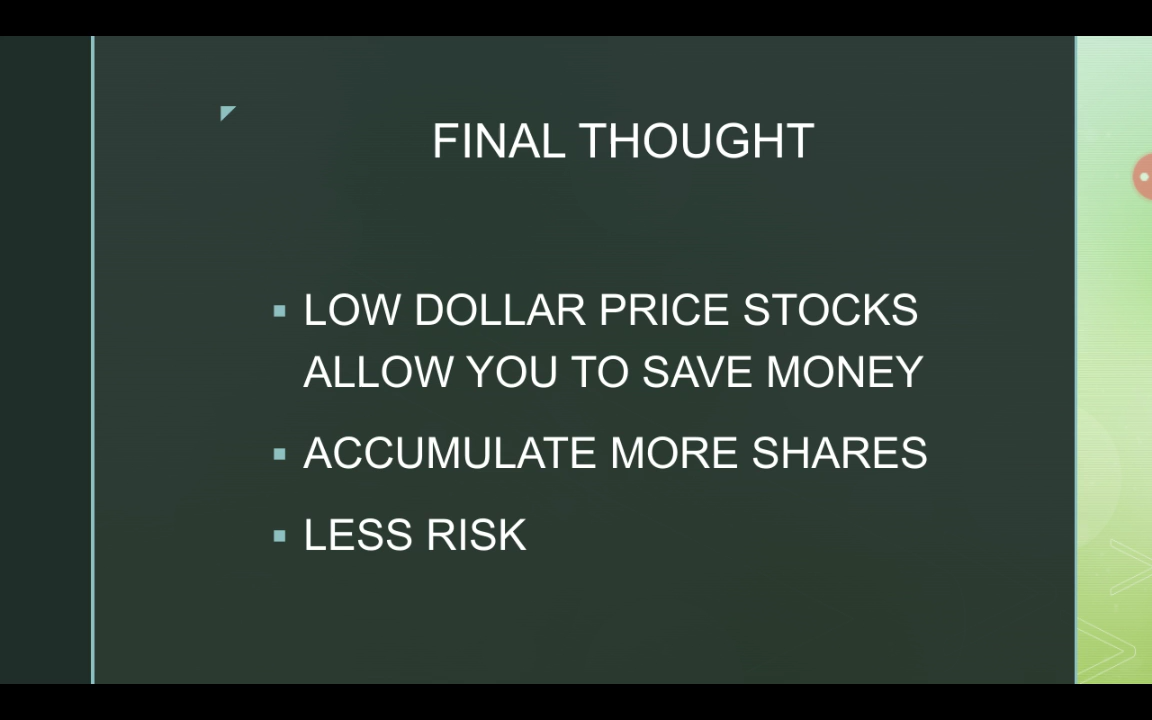 FINAL THOUGHT
LOW DOLLAR PRICE STOCKS
ALLOW YOU TO SAVE MONEY
ACCUMULATE MORE SHARES
LESS RISK